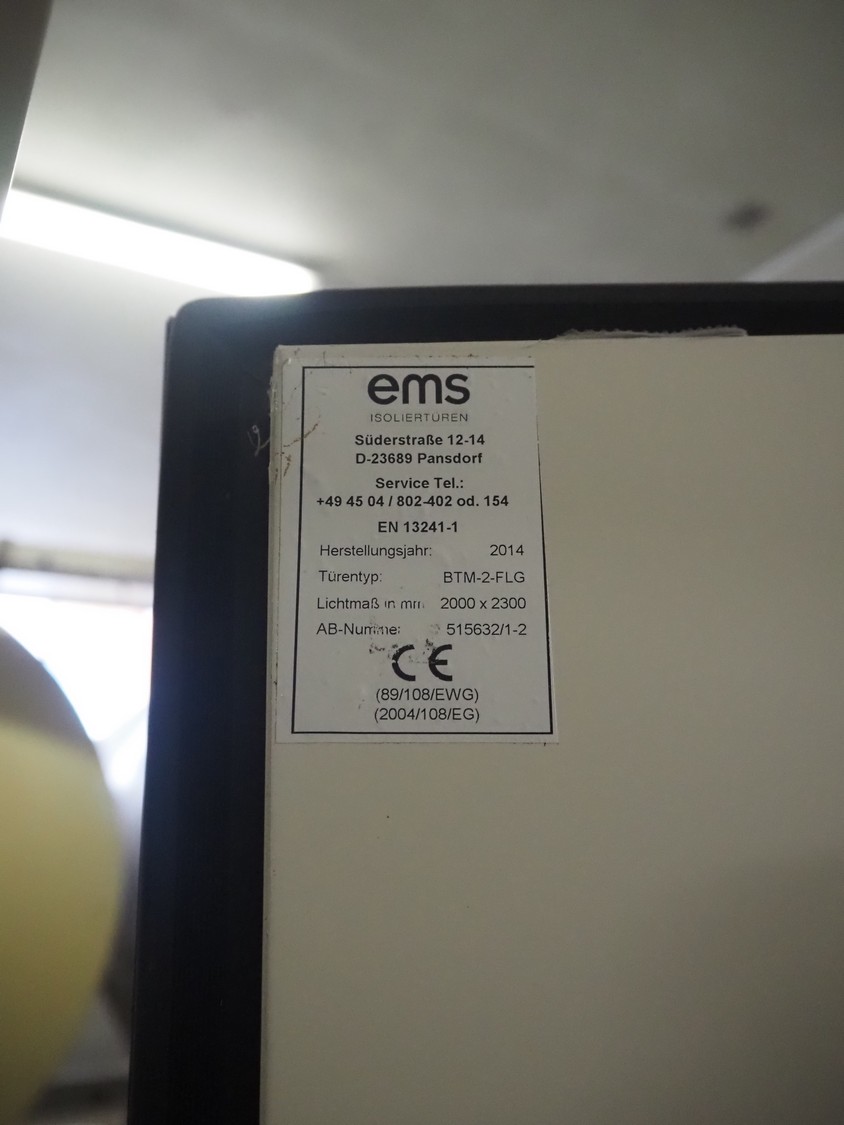 ems
ISOLIERTÜREN
Süderstraße 12-14
D-23689 Pansdorf
Service Tel.:
+49 45 04 / 802-402 od. 154
EN 13241-1
Herstellungsjahr: 2014
Türentyp: BTM-2-FLG
Lichtmaß in mm 2000 x 2300
AB-Nummer 515632/1-2
CE
(89/108/EWG)
(2004/108/EG)